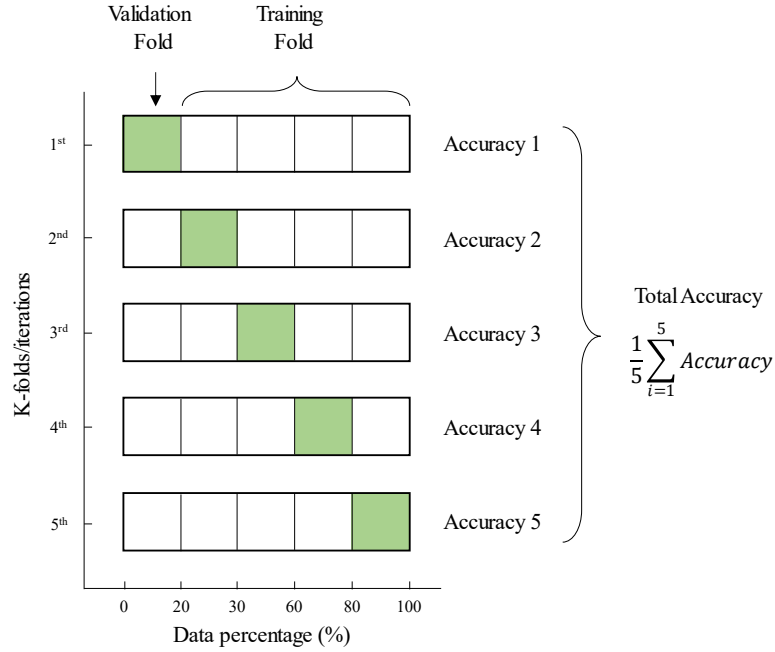 Validation
Fold
Training
Fold
1st
Accuracy 1
2nd
Accuracy 2
3rd
Accuracy 3
4th
Accuracy 4
5th
Accuracy 5
K-folds/iterations
Total Accuracy
1/5 5∑i=1 Accuracy
0 20 30 60 80 100
Data percentage (%)